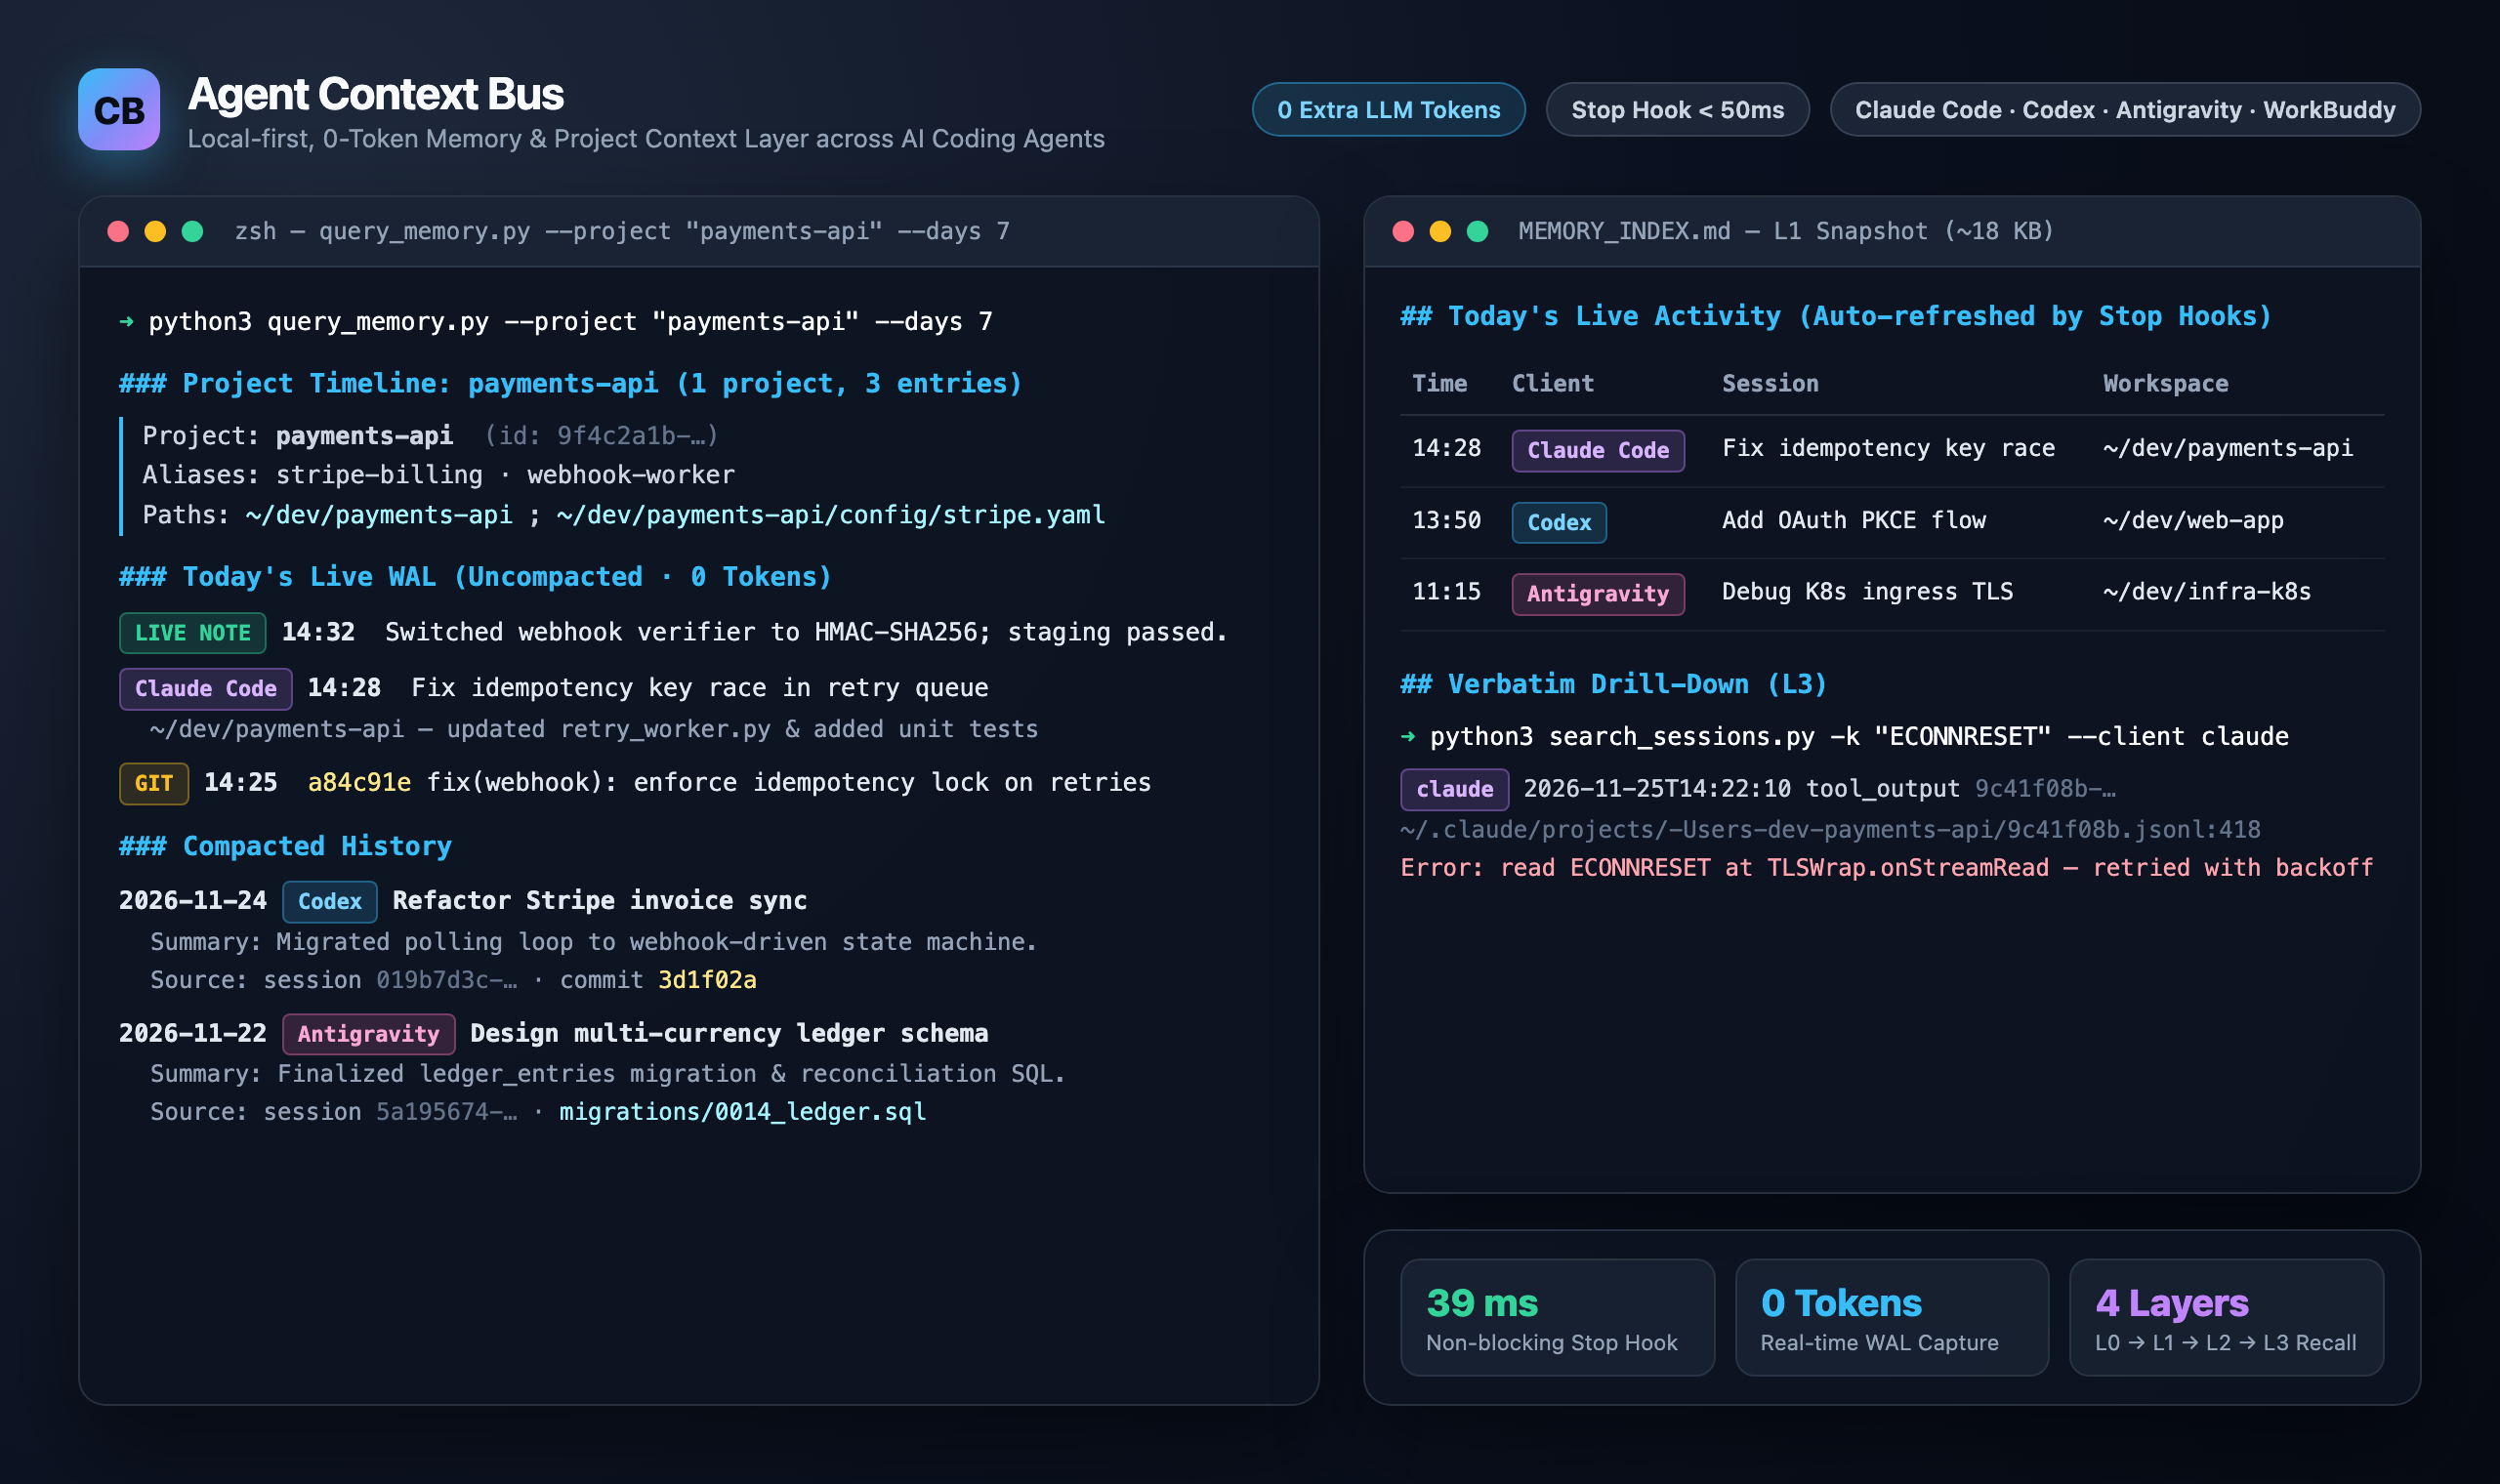 CB
Agent Context Bus
Local-first, 0-Token Memory & Project Context Layer across AI Coding Agents
0 Extra LLM Tokens
Stop Hook < 50ms
Claude Code · Codex · Antigravity · WorkBuddy
zsh — query_memory.py --project "payments-api" --days 7
➜ python3 query_memory.py --project "payments-api" --days 7
### Project Timeline: payments-api (1 project, 3 entries)
Project: payments-api (id: 9f4c2a1b-…)
Aliases: stripe-billing · webhook-worker
Paths: ~/dev/payments-api ; ~/dev/payments-api/config/stripe.yaml
### Today's Live WAL (Uncompacted · 0 Tokens)
LIVE NOTE 14:32 Switched webhook verifier to HMAC-SHA256; staging passed.
Claude Code 14:28 Fix idempotency key race in retry queue
~/dev/payments-api — updated retry_worker.py & added unit tests
GIT 14:25 a84c91e fix(webhook): enforce idempotency lock on retries
### Compacted History
2026-11-24 Codex Refactor Stripe invoice sync
Summary: Migrated polling loop to webhook-driven state machine.
Source: session 019b7d3c-… · commit 3d1f02a
2026-11-22 Antigravity Design multi-currency ledger schema
Summary: Finalized ledger_entries migration & reconciliation SQL.
Source: session 5a195674-… · migrations/0014_ledger.sql
MEMORY_INDEX.md — L1 Snapshot (~18 KB)
## Today's Live Activity (Auto-refreshed by Stop Hooks)
Time Client Session Workspace
14:28 Claude Code Fix idempotency key race ~/dev/payments-api
13:50 Codex Add OAuth PKCE flow ~/dev/web-app
11:15 Antigravity Debug K8s ingress TLS ~/dev/infra-k8s
## Verbatim Drill-Down (L3)
➜ python3 search_sessions.py -k "ECONNRESET" --client claude
claude 2026-11-25T14:22:10 tool_output 9c41f08b-…
~/.claude/projects/-Users-dev-payments-api/9c41f08b.jsonl:418
Error: read ECONNRESET at TLSWrap.onStreamRead — retried with backoff
39 ms
Non-blocking Stop Hook
0 Tokens
Real-time WAL Capture
4 Layers
L0 → L1 → L2 → L3 Recall